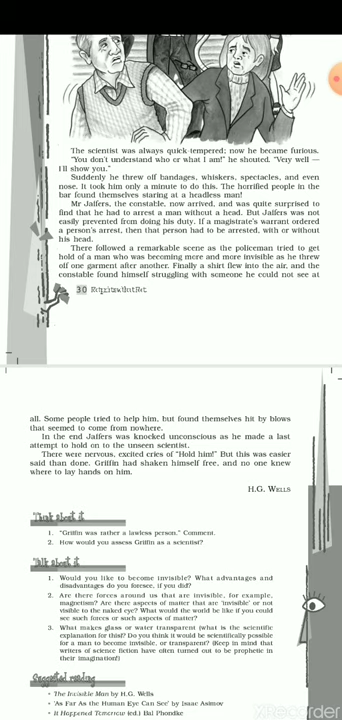 The scientist was always quick-tempered; now he became furious.
"You don't understand who or what I am!" he shouted. "Very well —
I'll show you."
Suddenly he threw off bandages, whiskers, spectacles, and even
nose. It took him only a minute to do this. The horrified people in the
bar found themselves staring at a headless man!
Mr Jaffers, the constable, now arrived, and was quite surprised to
find that he had to arrest a man without a head. But Jaffers was not
easily prevented from doing his duty. If a magistrate's warrant ordered
a person's arrest, then that person had to be arrested, with or without
his head.
There followed a remarkable scene as the policeman tried to get
hold of a man who was becoming more and more invisible as he threw
off one garment after another. Finally a shirt flew into the air, and the
constable found himself struggling with someone he could not see at
30
all. Some people tried to help him, but found themselves hit by blows
that seemed to come from nowhere.
In the end Jaffers was knocked unconscious as he made a last
attempt to hold on to the unseen scientist.
There were nervous, excited cries of "Hold him!" But this was easier
said than done. Griffin had shaken himself free, and no one knew
where to lay hands on him.
H.G. WELLS
Think about it
1. "Griffin was rather a lawless person." Comment.
2. How would you assess Griffin as a scientist?
Talk about it
1. Would you like to become invisible? What advantages and
disadvantages do you foresee, if you did?
2. Are there forces around us that are invisible, for example,
magnetism? Are there aspects of matter that are 'invisible' or not
visible to the naked eye? What would the world be like if you could
see such forces or such aspects of matter?
3. What makes glass or water transparent (what is the scientific
explanation for this)? Do you think it would be scientifically possible
for a man to become invisible, or transparent? (Keep in mind that
writers of science fiction have often turned out to be prophetic in
their imagination!)
Suggested reading
• The Invisible Man by H.G. Wells
• 'As Far As the Human Eye Can See' by Isaac Asimov
• It Happened Tomorrow (ed.) Bal Phondke
XRECORDER